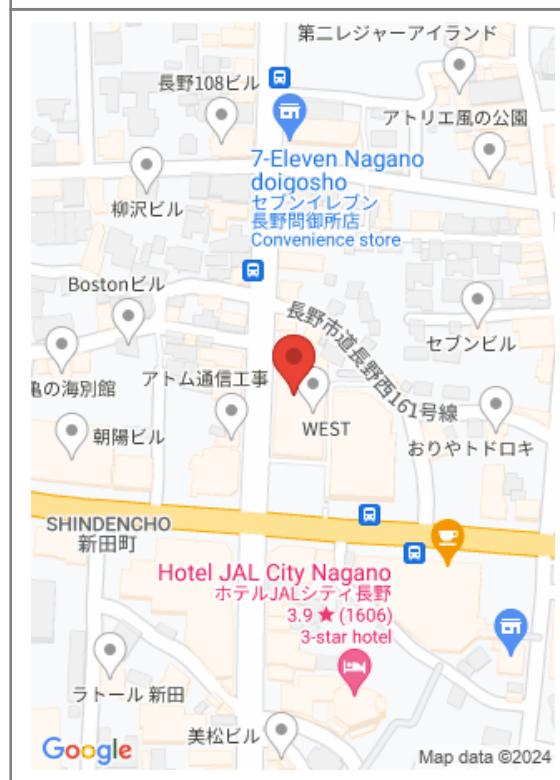 第二レジャーアイランド
長野108ビル
アトリエ風の公園
7-Eleven Nagano
doigosho
セブンイレブン
長野問御所店
Convenience store
柳沢ビル
Bostonビル
長野市道長野西161号線
セブンビル
亀の海別館
アトム通信工事
WEST
朝陽ビル
おりやトドロキ
SHINDENCHO
新田町
Hotel JAL City Nagano
ホテルJALシティ長野
3.9 ★ (1606)
3-star hotel
ラトール 新田
美松ビル
Google
Map data ©2024